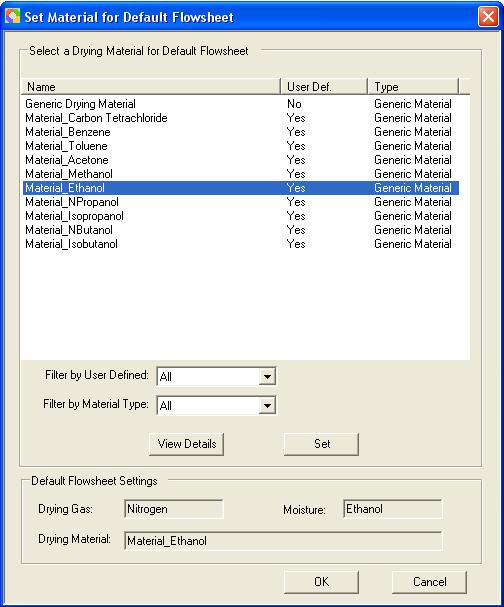 Set Material for Default Flowsheet
Select a Drying Material for Default Flowsheet
Name User Def. Type
Generic Drying Material No Generic Material
Material_Carbon Tetrachloride Yes Generic Material
Material_Benzene Yes Generic Material
Material_Toluene Yes Generic Material
Material_Acetone Yes Generic Material
Material_Methanol Yes Generic Material
Material_Ethanol Yes Generic Material
Material_NPropanol Yes Generic Material
Material_Isopropanol Yes Generic Material
Material_NButanol Yes Generic Material
Material_Isobutanol Yes Generic Material
Filter by User Defined: All
Filter by Material Type: All
View Details Set
Default Flowsheet Settings
Drying Gas: Nitrogen Moisture: Ethanol
Drying Material: Material_Ethanol
OK Cancel